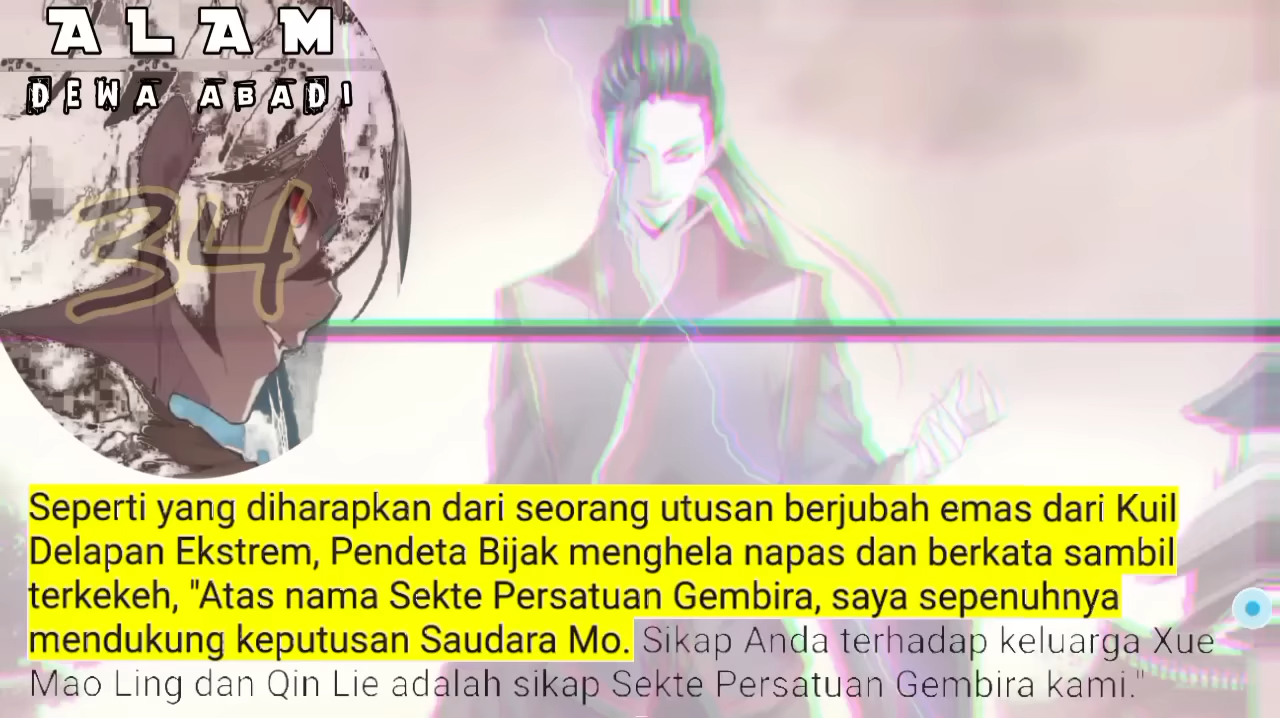 ALAM
DEWA ABADI
34
Seperti yang diharapkan dari seorang utusan berjubah emas dari Kuil
Delapan Ekstrem, Pendeta Bijak menghela napas dan berkata sambil
terkekeh, "Atas nama Sekte Persatuan Gembira, saya sepenuhnya
mendukung keputusan Saudara Mo. Sikap Anda terhadap keluarga Xue
Mao Ling dan Qin Lie adalah sikap Sekte Persatuan Gembira kami."